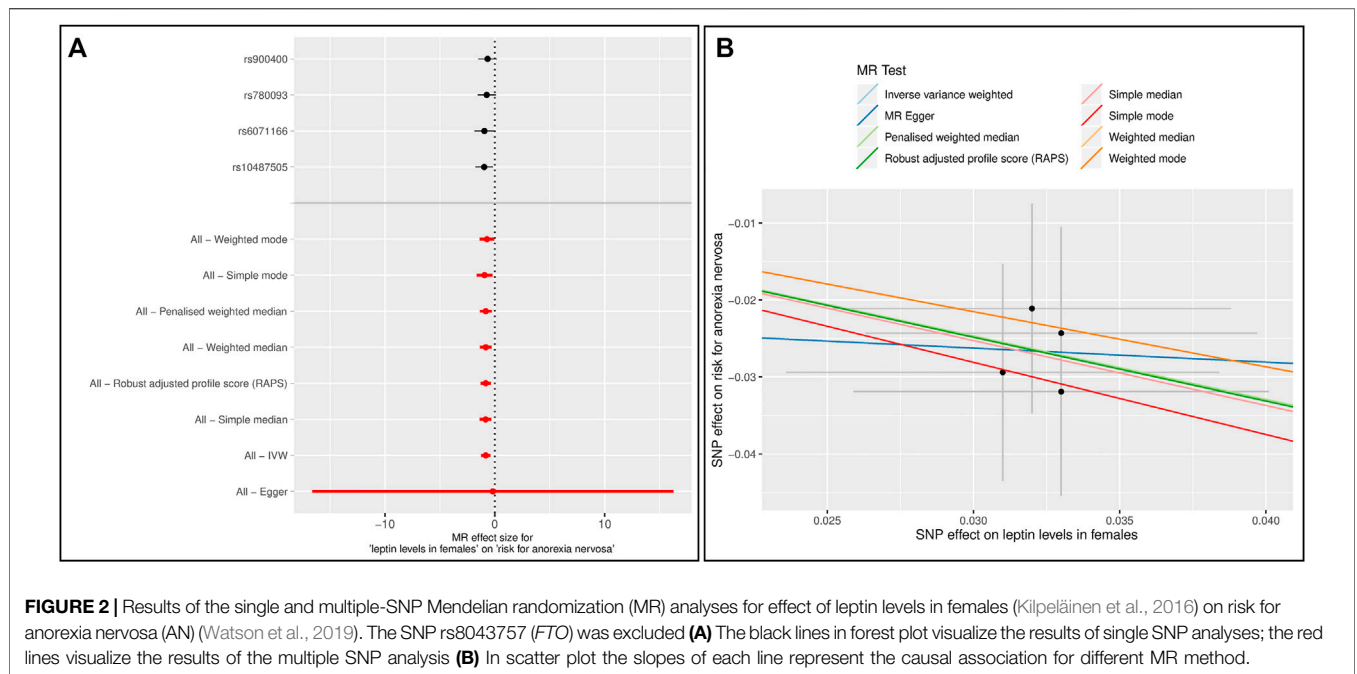 A
rs900400
rs780093
rs6071166
rs10487505
All - Weighted mode
All - Simple mode
All - Penalised weighted median
All - Weighted median
All - Robust adjusted profile score (RAPS)
All - Simple median
All - IVW
All - Egger
-10 0 10
MR effect size for
'leptin levels in females' on 'risk for anorexia nervosa'
B
MR Test
Inverse variance weighted
MR Egger
Penalised weighted median
Robust adjusted profile score (RAPS)
Simple median
Simple mode
Weighted median
Weighted mode
SNP effect on risk for anorexia nervosa
-0.01
-0.02
-0.03
-0.04
0.025 0.030 0.035 0.040
SNP effect on leptin levels in females
FIGURE 2 | Results of the single and multiple-SNP Mendelian randomization (MR) analyses for effect of leptin levels in females (Kilpeläinen et al., 2016) on risk for
anorexia nervosa (AN) (Watson et al., 2019). The SNP rs8043757 (FTO) was excluded (A) The black lines in forest plot visualize the results of single SNP analyses; the red
lines visualize the results of the multiple SNP analysis (B) In scatter plot the slopes of each line represent the causal association for different MR method.